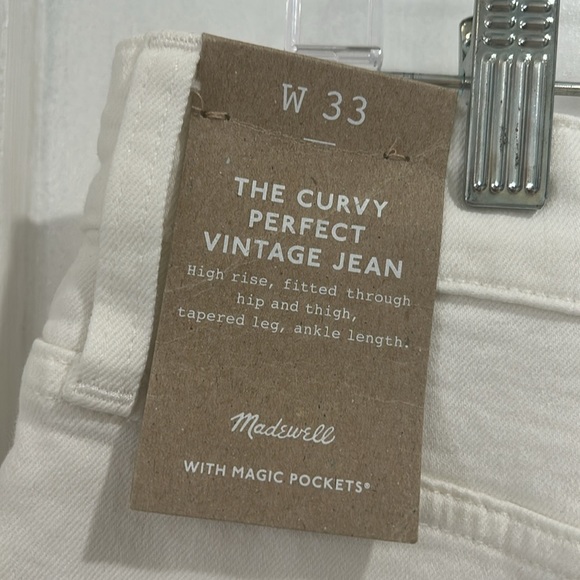 W 33
THE CURVY
PERFECT
VINTAGE JEAN
High rise, fitted through
hip and thigh,
tapered leg, ankle length.
Madewell
WITH MAGIC POCKETS®